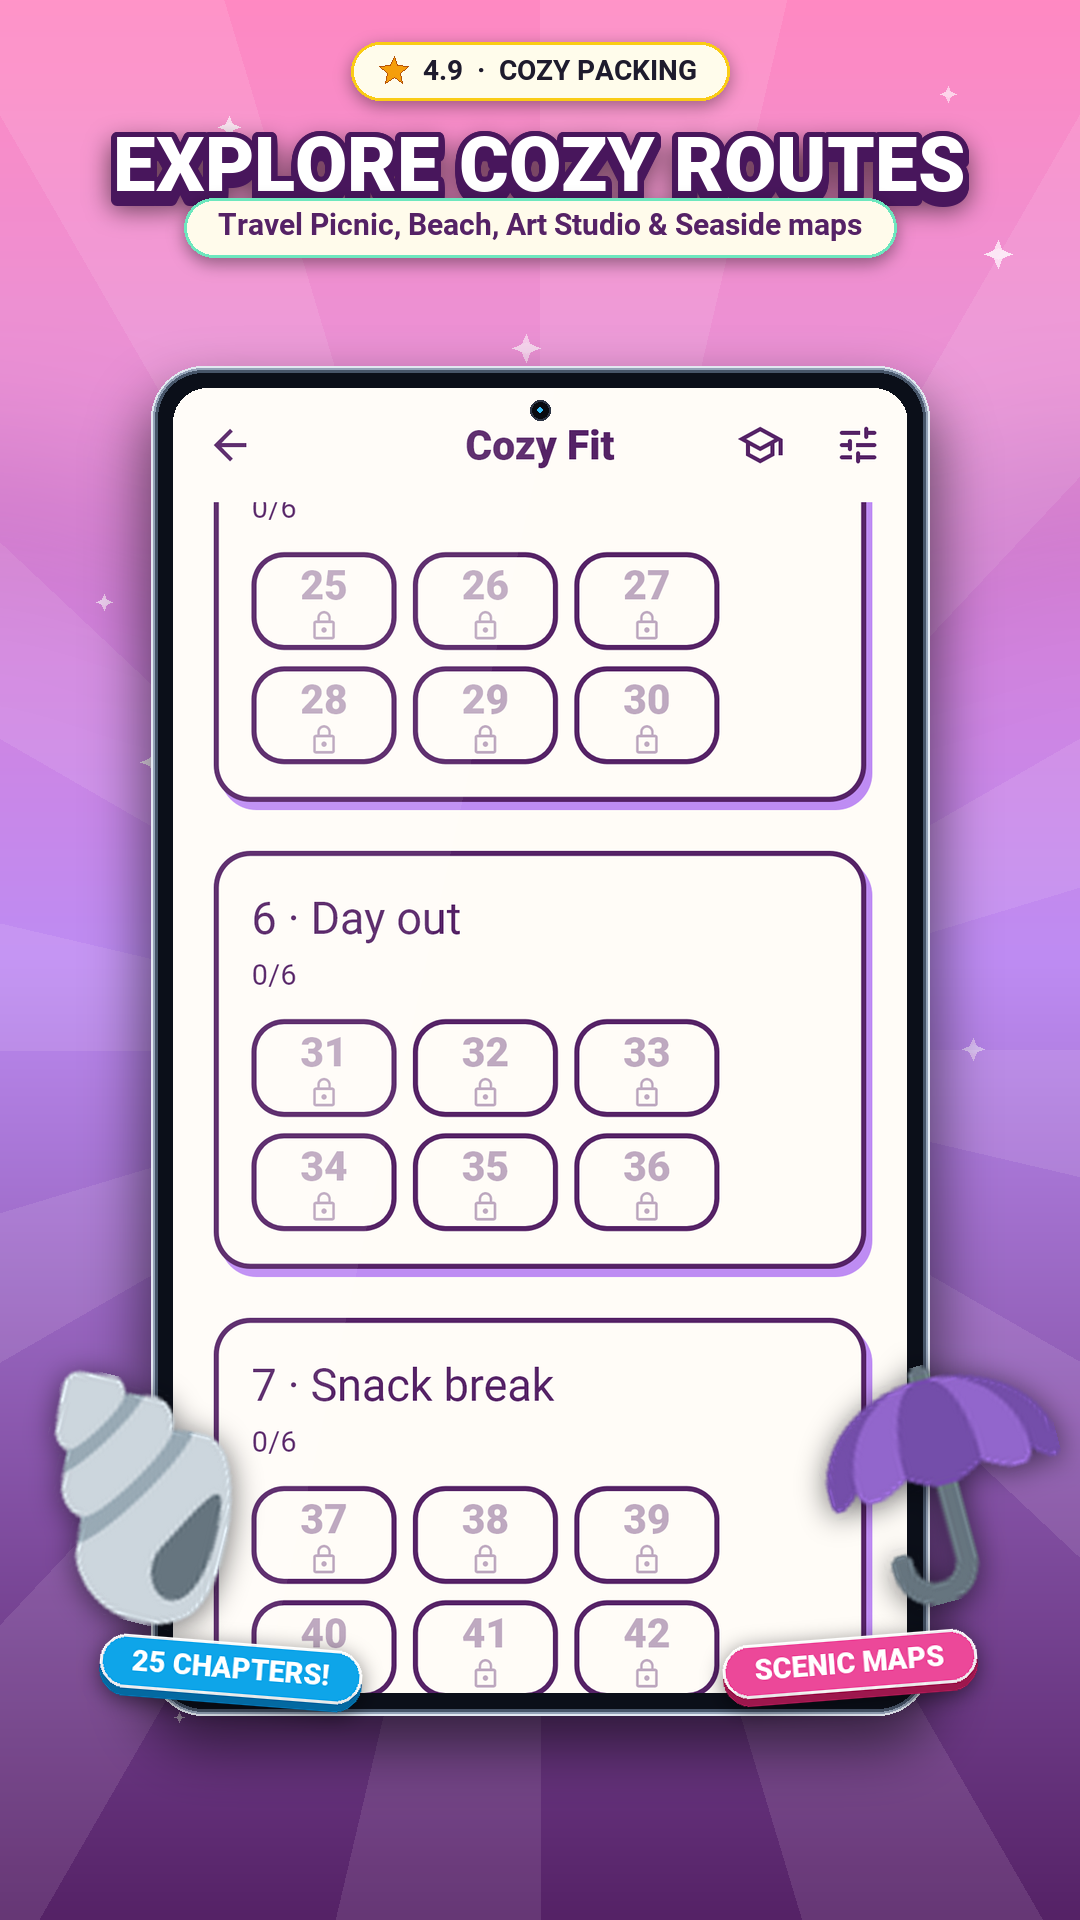 4.9 · COZY PACKING
EXPLORE COZY ROUTES
Travel Picnic, Beach, Art Studio & Seaside maps
Cozy Fit
0/6
25 26 27
28 29 30
6 · Day out
0/6
31 32 33
34 35 36
7 · Snack break
0/6
37 38 39
40 41 42
25 CHAPTERS!
SCENIC MAPS